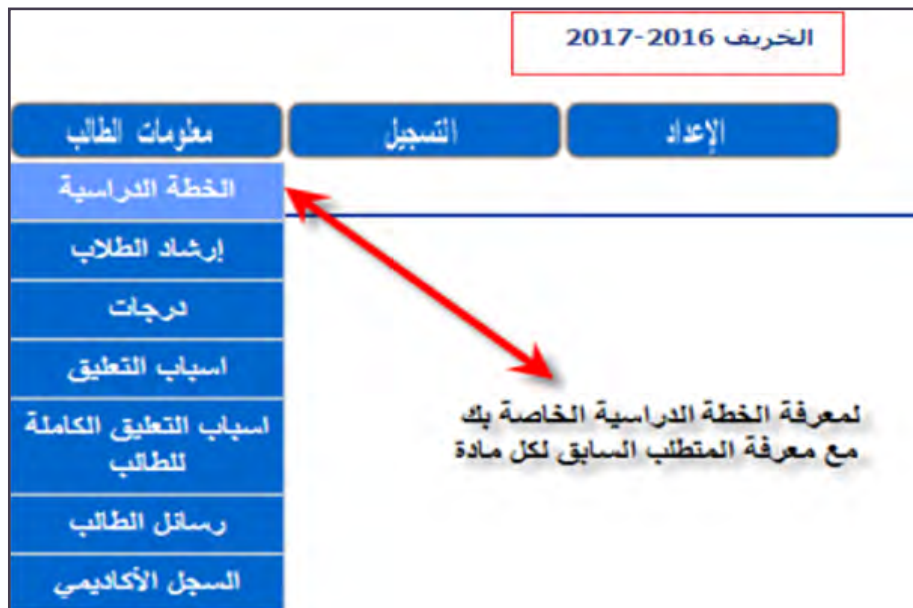 الخريف 2016-2017
الإعداد
التسجيل
معلومات الطالب
الخطة الدراسية
إرشاد الطلاب
درجات
اسباب التعليق
اسباب التعليق الكاملة
للطالب
رسائل الطالب
السجل الأكاديمي
لمعرفة الخطة الدراسية الخاصة بك
مع معرفة المتطلب السابق لكل مادة